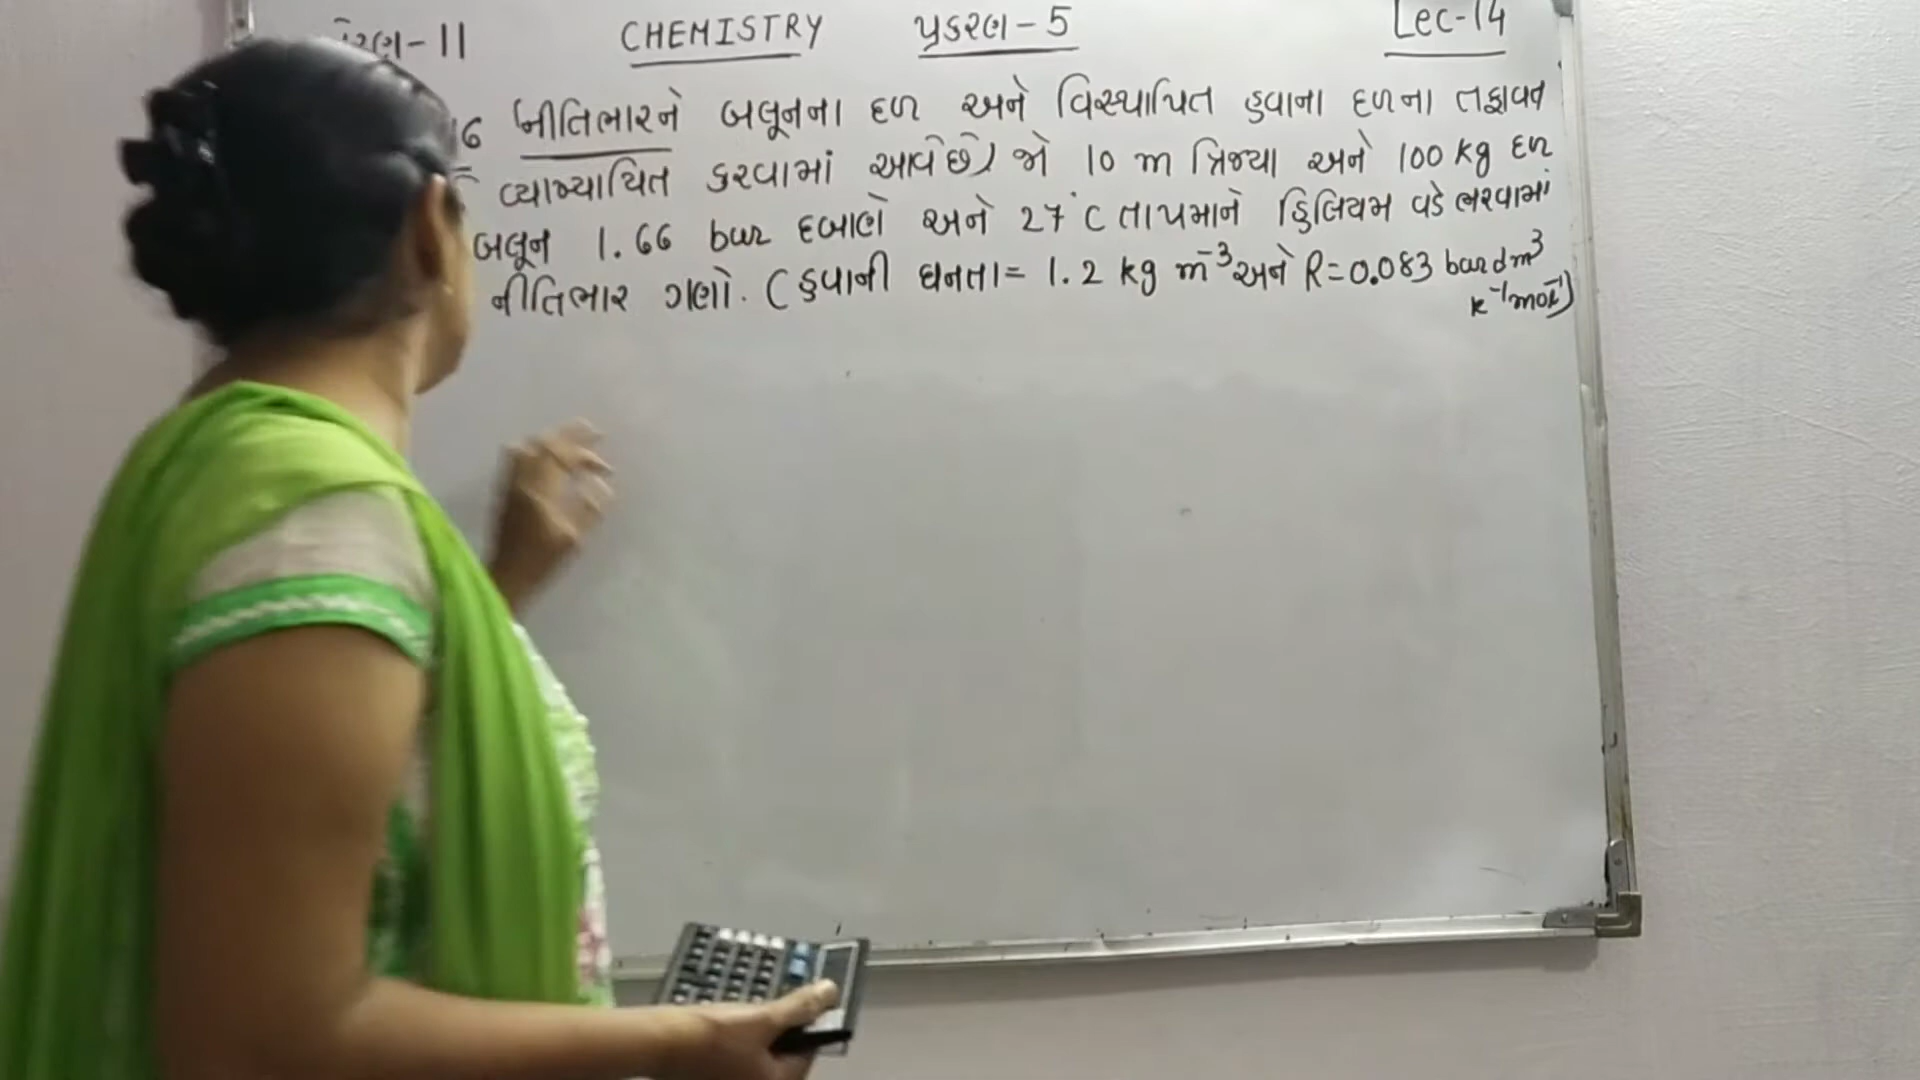 ધોરણ-11 CHEMISTRY પ્રકરણ-5 Lec-14
નીતિભારને બલૂનના દળ અને વિસ્થાપિત હવાના દળના તફાવત
વ્યાખ્યાયિત કરવામાં આવે છે. જો 10 m ત્રિજ્યા અને 100 kg દળ
બલૂન 1.66 bar દબાણે અને 27°C તાપમાને હિલિયમ વડે ભરવામાં
નીતિભાર ગણો. (હવાની ઘનતા = 1.2 kg m⁻³ અને R = 0.083 bar dm³
K⁻¹ mol⁻¹)